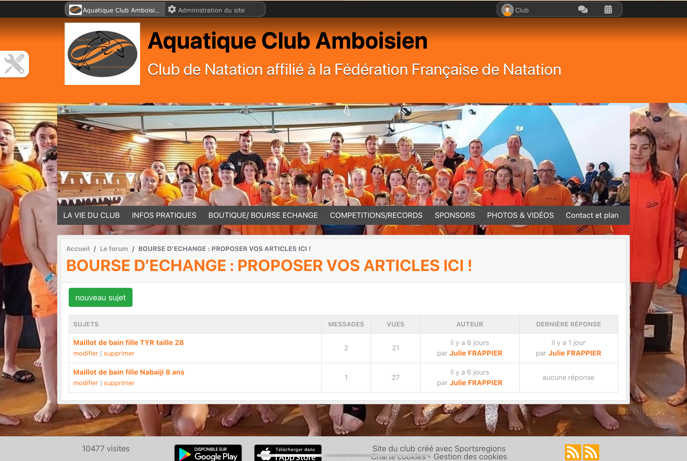 Aquatique Club Amboisi... Administration du site Club
Aquatique Club Amboisien
Club de Natation affilié à la Fédération Française de Natation
LA VIE DU CLUB INFOS PRATIQUES BOUTIQUE/ BOURSE ECHANGE COMPETITIONS/RECORDS SPONSORS PHOTOS & VIDÉOS Contact et plan
Accueil / Le forum / BOURSE D'ECHANGE : PROPOSER VOS ARTICLES ICI !
BOURSE D'ECHANGE : PROPOSER VOS ARTICLES ICI !
nouveau sujet
SUJETS MESSAGES VUES AUTEUR DERNIÈRE RÉPONSE
Maillot de bain fille TYR taille 28 2 21 il y a 6 jours il y a 1 jour
modifier | supprimer par Julie FRAPPIER par Julie FRAPPIER
Maillot de bain fille Nabaiji 8 ans 1 27 il y a 6 jours aucune réponse
modifier | supprimer par Julie FRAPPIER
10477 visites DISPONIBLE SUR Google Play Télécharger dans l'App Store Site du club créé avec Sportsregions
Charte cookies - Gestion des cookies